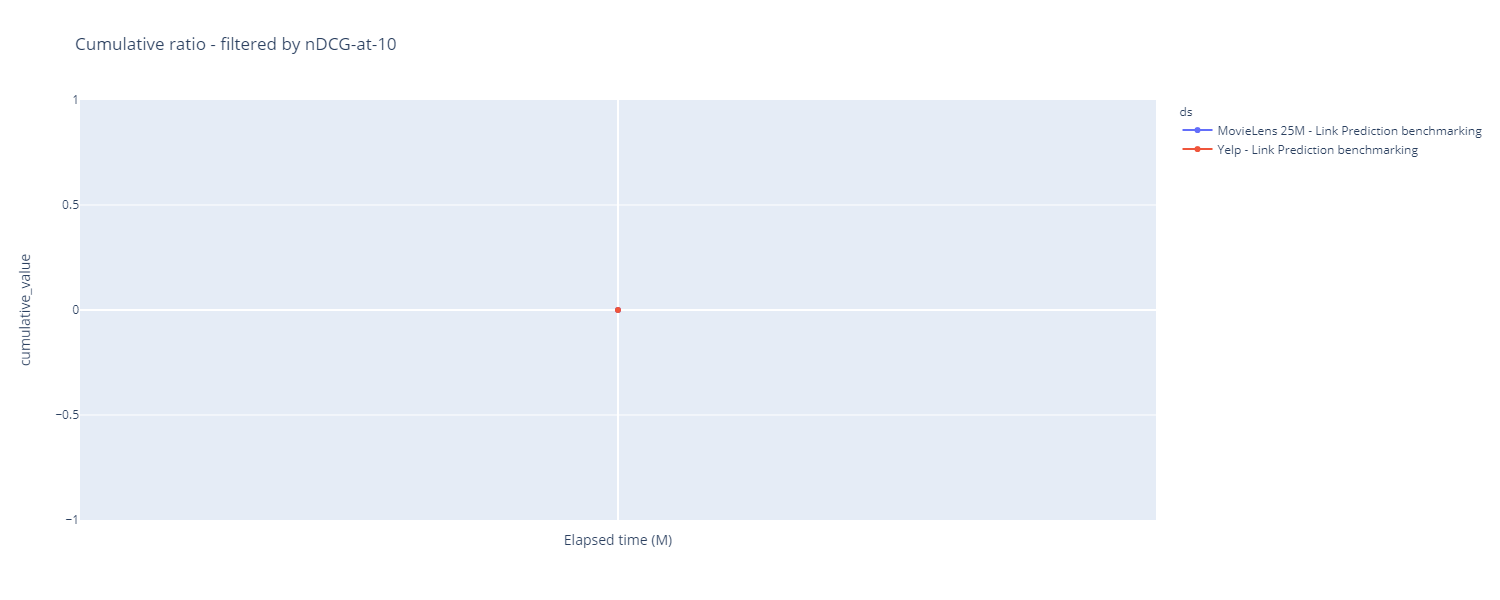 Cumulative ratio - filtered by nDCG-at-10
1
0.5
0
−0.5
−1
cumulative_value
Elapsed time (M)
ds
MovieLens 25M - Link Prediction benchmarking
Yelp - Link Prediction benchmarking